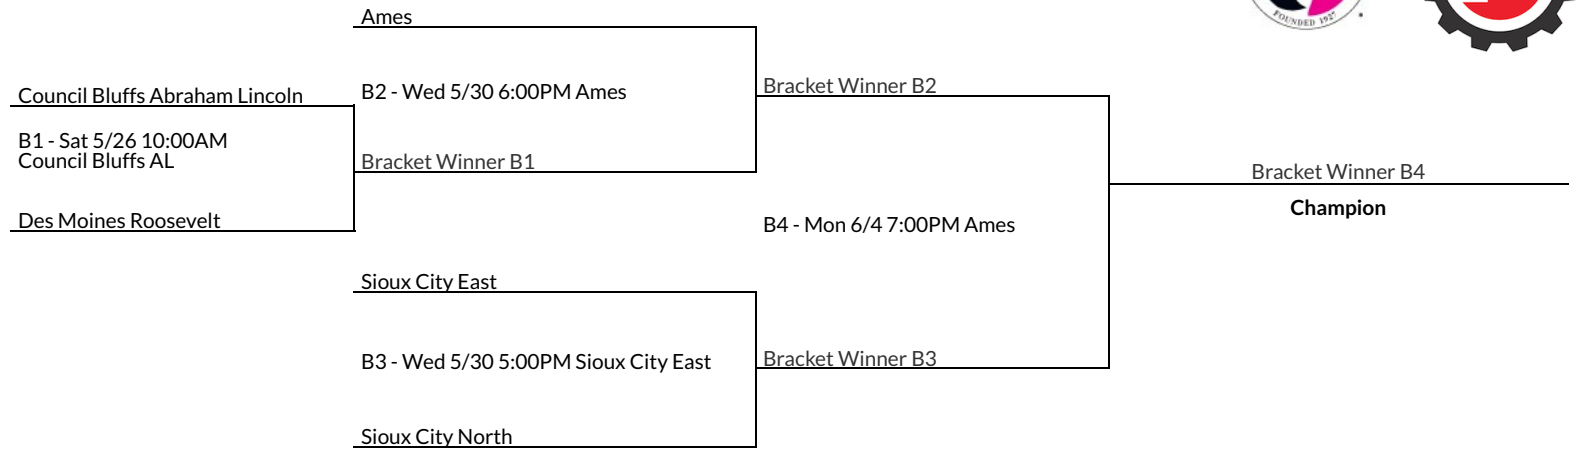 Ames
FOUNDED 1927
Council Bluffs Abraham Lincoln
B2 - Wed 5/30 6:00PM Ames
Bracket Winner B2
B1 - Sat 5/26 10:00AM
Council Bluffs AL
Bracket Winner B1
Bracket Winner B4
Champion
Des Moines Roosevelt
B4 - Mon 6/4 7:00PM Ames
Sioux City East
B3 - Wed 5/30 5:00PM Sioux City East
Bracket Winner B3
Sioux City North